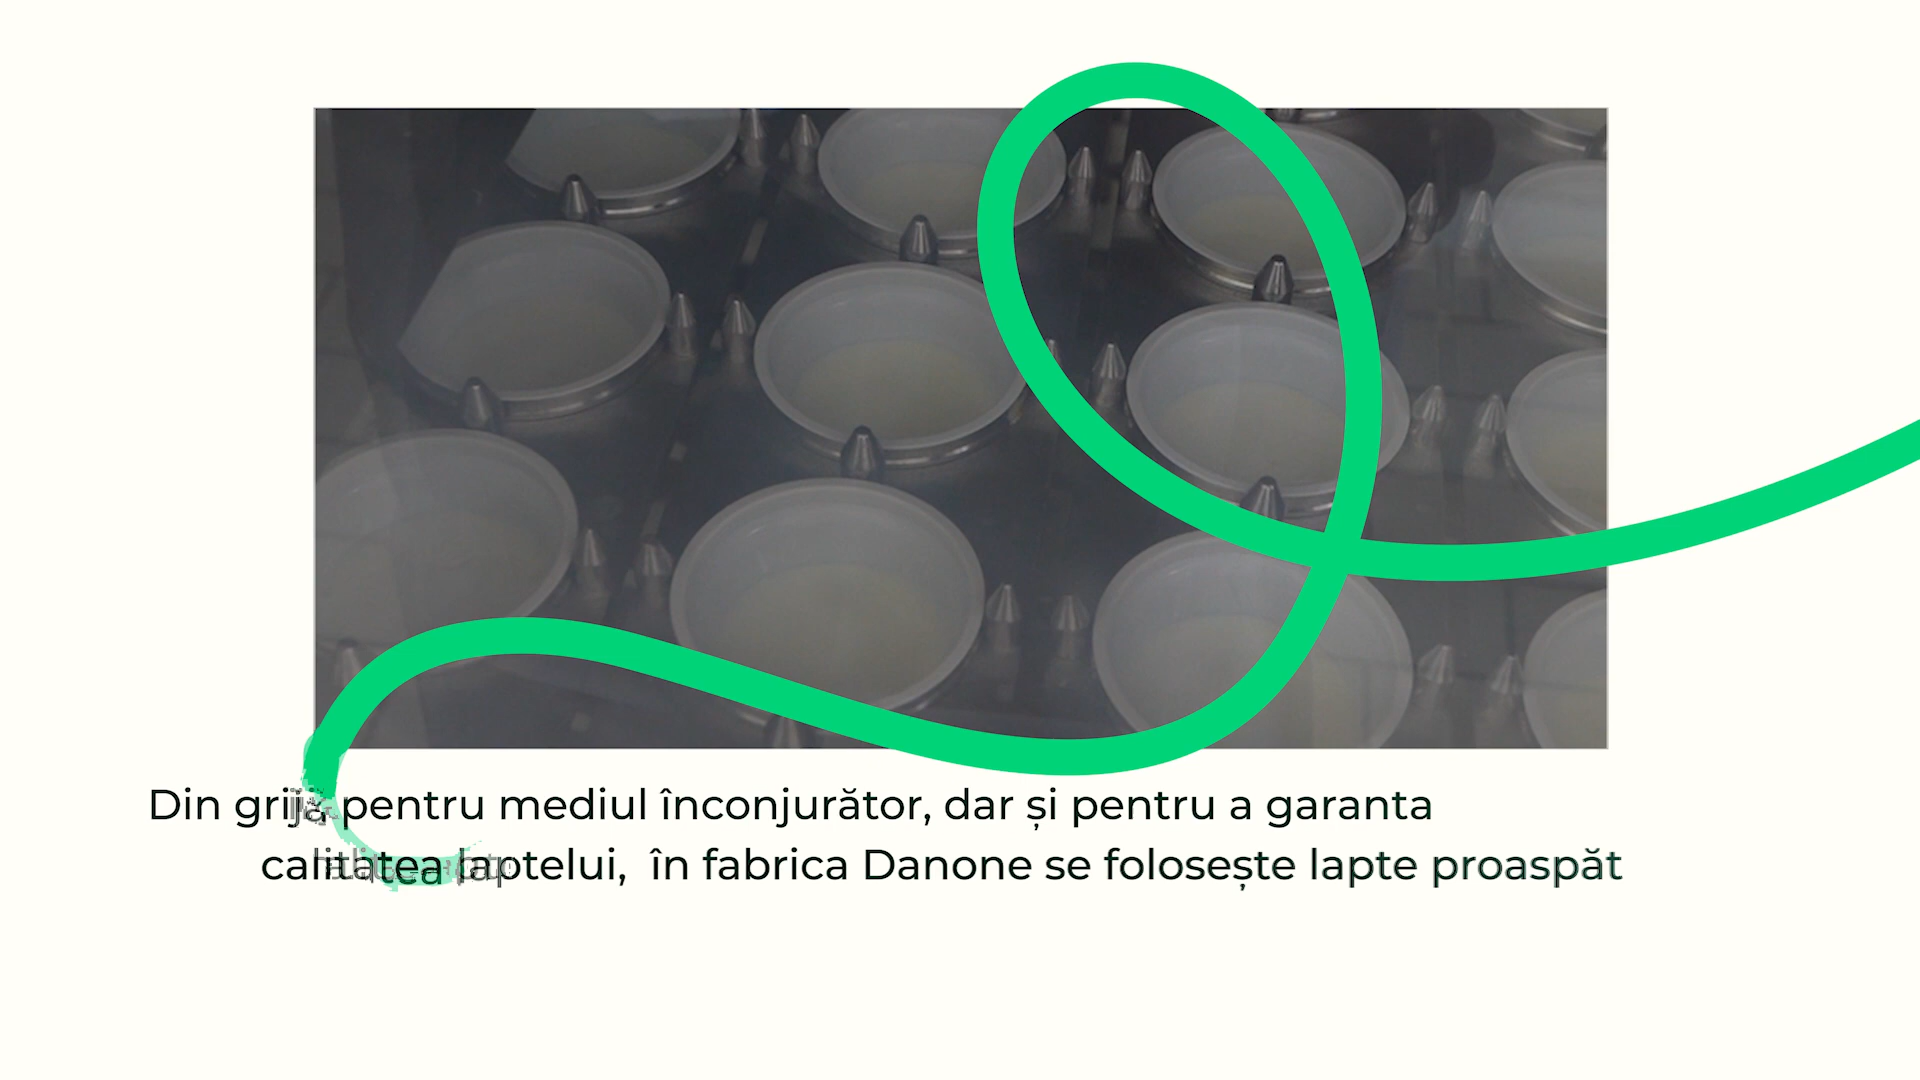 Din grijă pentru mediul înconjurător, dar și pentru a garanta
calitatea laptelui, în fabrica Danone se folosește lapte proaspăt